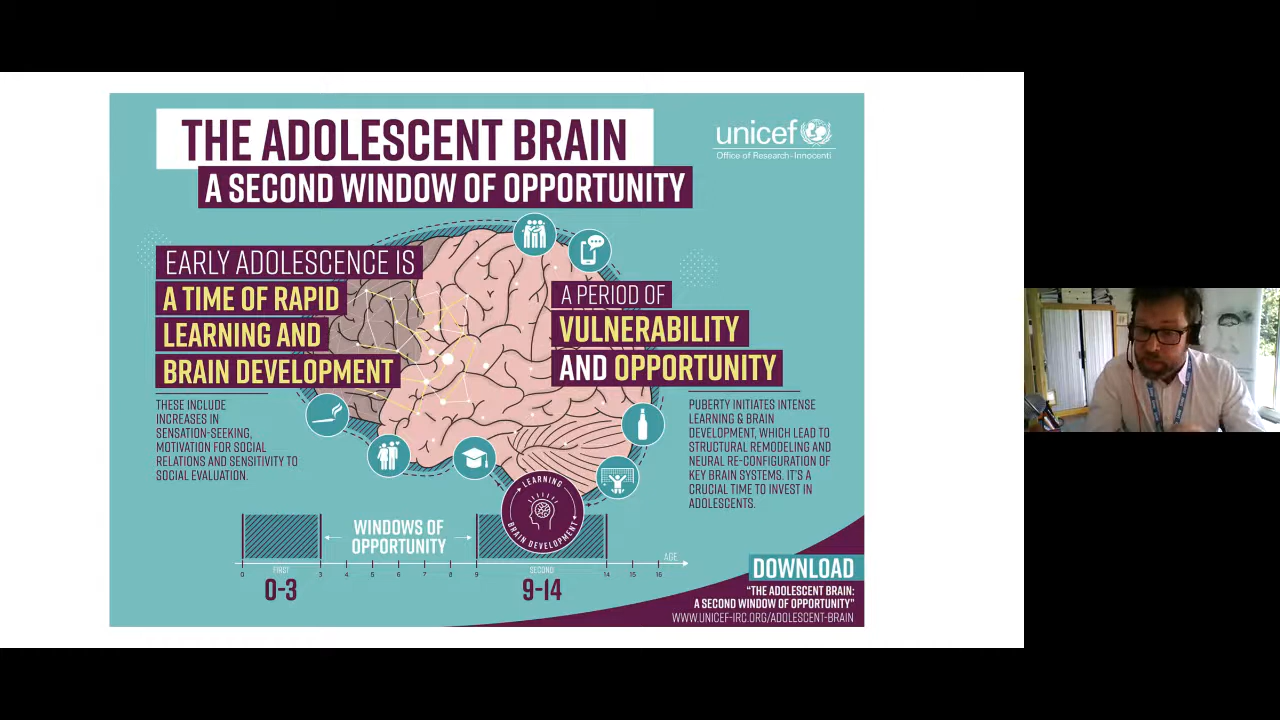 THE ADOLESCENT BRAIN
A SECOND WINDOW OF OPPORTUNITY
unicef
Office of Research-Innocenti
EARLY ADOLESCENCE IS
A TIME OF RAPID
LEARNING AND
BRAIN DEVELOPMENT
THESE INCLUDE
INCREASES IN
SENSATION-SEEKING,
MOTIVATION FOR SOCIAL
RELATIONS AND SENSITIVITY TO
SOCIAL EVALUATION.
A PERIOD OF
VULNERABILITY
AND OPPORTUNITY
PUBERTY INITIATES INTENSE
LEARNING & BRAIN
DEVELOPMENT, WHICH LEAD TO
STRUCTURAL REMODELING AND
NEURAL RE-CONFIGURATION OF
KEY BRAIN SYSTEMS. IT'S A
CRUCIAL TIME TO INVEST IN
ADOLESCENTS.
LEARNING
BRAIN DEVELOPMENT
WINDOWS OF
OPPORTUNITY
AGE
FIRST
SECOND
0 3 4 5 6 7 8 9 14 15 16
0-3
9-14
DOWNLOAD
"THE ADOLESCENT BRAIN:
A SECOND WINDOW OF OPPORTUNITY"
WWW.UNICEF-IRC.ORG/ADOLESCENT-BRAIN